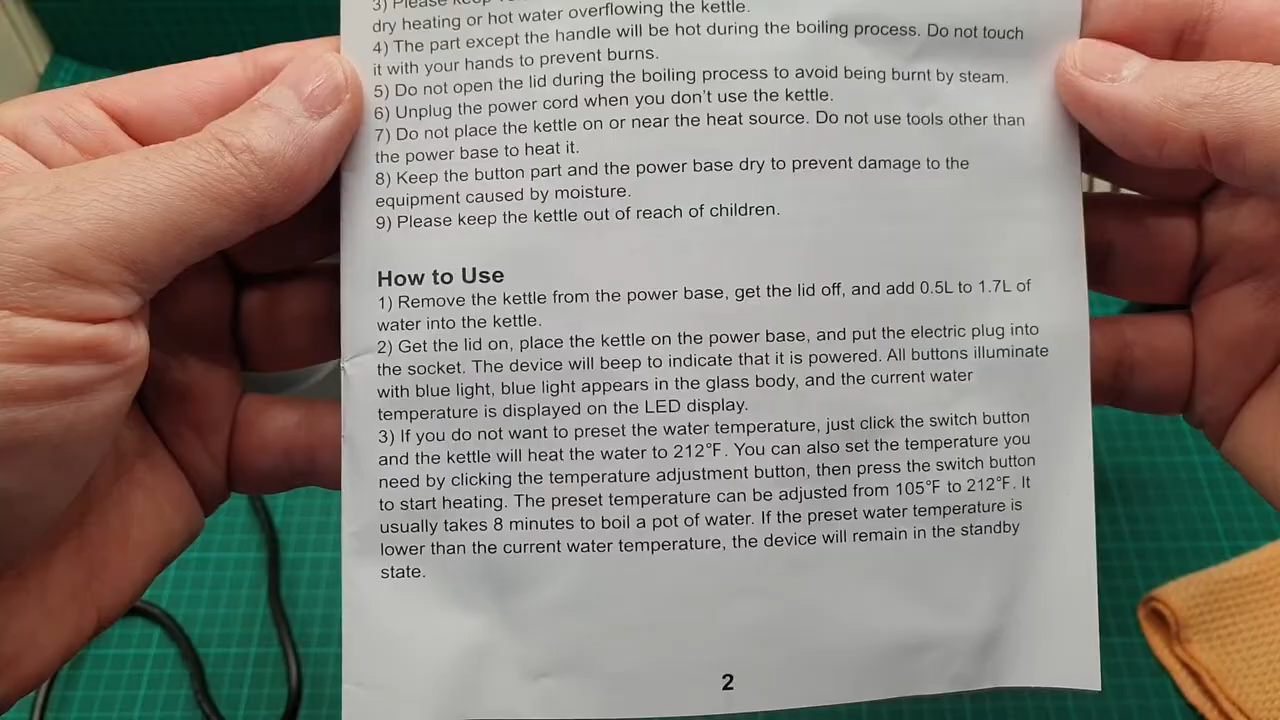 3) Please keep
dry heating or hot water overflowing the kettle.
4) The part except the handle will be hot during the boiling process. Do not touch
it with your hands to prevent burns.
5) Do not open the lid during the boiling process to avoid being burnt by steam.
6) Unplug the power cord when you don't use the kettle.
7) Do not place the kettle on or near the heat source. Do not use tools other than
the power base to heat it.
8) Keep the button part and the power base dry to prevent damage to the
equipment caused by moisture.
9) Please keep the kettle out of reach of children.
How to Use
1) Remove the kettle from the power base, get the lid off, and add 0.5L to 1.7L of
water into the kettle.
2) Get the lid on, place the kettle on the power base, and put the electric plug into
the socket. The device will beep to indicate that it is powered. All buttons illuminate
with blue light, blue light appears in the glass body, and the current water
temperature is displayed on the LED display.
3) If you do not want to preset the water temperature, just click the switch button
and the kettle will heat the water to 212°F. You can also set the temperature you
need by clicking the temperature adjustment button, then press the switch button
to start heating. The preset temperature can be adjusted from 105°F to 212°F. It
usually takes 8 minutes to boil a pot of water. If the preset water temperature is
lower than the current water temperature, the device will remain in the standby
state.
2